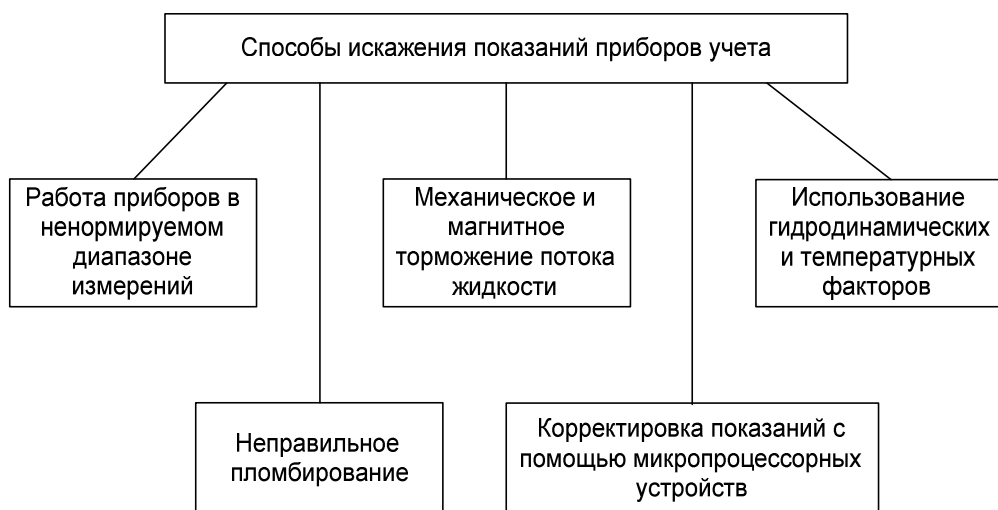 Способы искажения показаний приборов учета
Работа приборов в
ненормируемом
диапазоне
измерений
Механическое и
магнитное
торможение потока
жидкости
Использование
гидродинамических
и температурных
факторов
Неправильное
пломбирование
Корректировка показаний с
помощью микропроцессорных
устройств